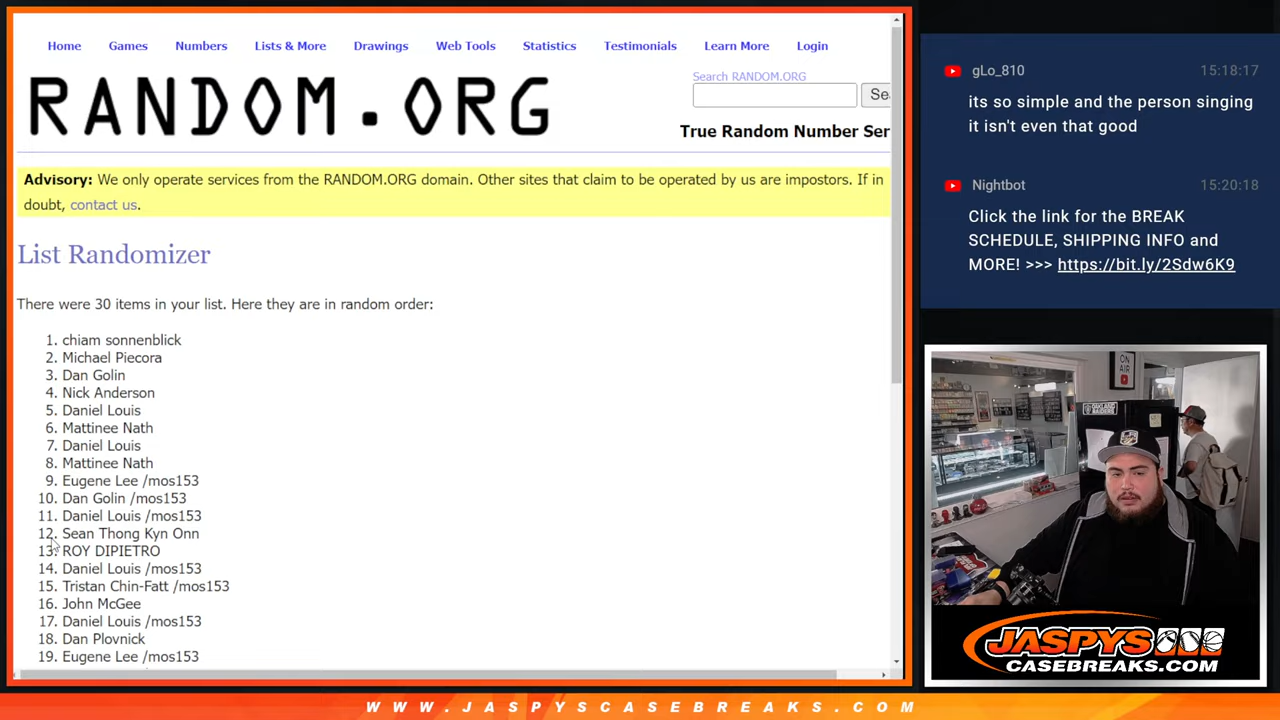 Home Games Numbers Lists & More Drawings Web Tools Statistics Testimonials Learn More Login
RANDOM.ORG
Search RANDOM.ORG
Sea
True Random Number Ser
Advisory: We only operate services from the RANDOM.ORG domain. Other sites that claim to be operated by us are impostors. If in
doubt, contact us.
List Randomizer
There were 30 items in your list. Here they are in random order:
1. chiam sonnenblick
2. Michael Piecora
3. Dan Golin
4. Nick Anderson
5. Daniel Louis
6. Mattinee Nath
7. Daniel Louis
8. Mattinee Nath
9. Eugene Lee /mos153
10. Dan Golin /mos153
11. Daniel Louis /mos153
12. Sean Thong Kyn Onn
13. ROY DIPIETRO
14. Daniel Louis /mos153
15. Tristan Chin-Fatt /mos153
16. John McGee
17. Daniel Louis /mos153
18. Dan Plovnick
19. Eugene Lee /mos153
gLo_810 15:18:17
its so simple and the person singing
it isn't even that good
Nightbot 15:20:18
Click the link for the BREAK
SCHEDULE, SHIPPING INFO and
MORE! >>> https://bit.ly/2Sdw6K9
ON
AIR
OAKLAND
RAIDERS
JASPYS
CASEBREAKS.COM
WWW.JASPYSCASEBREAKS.COM